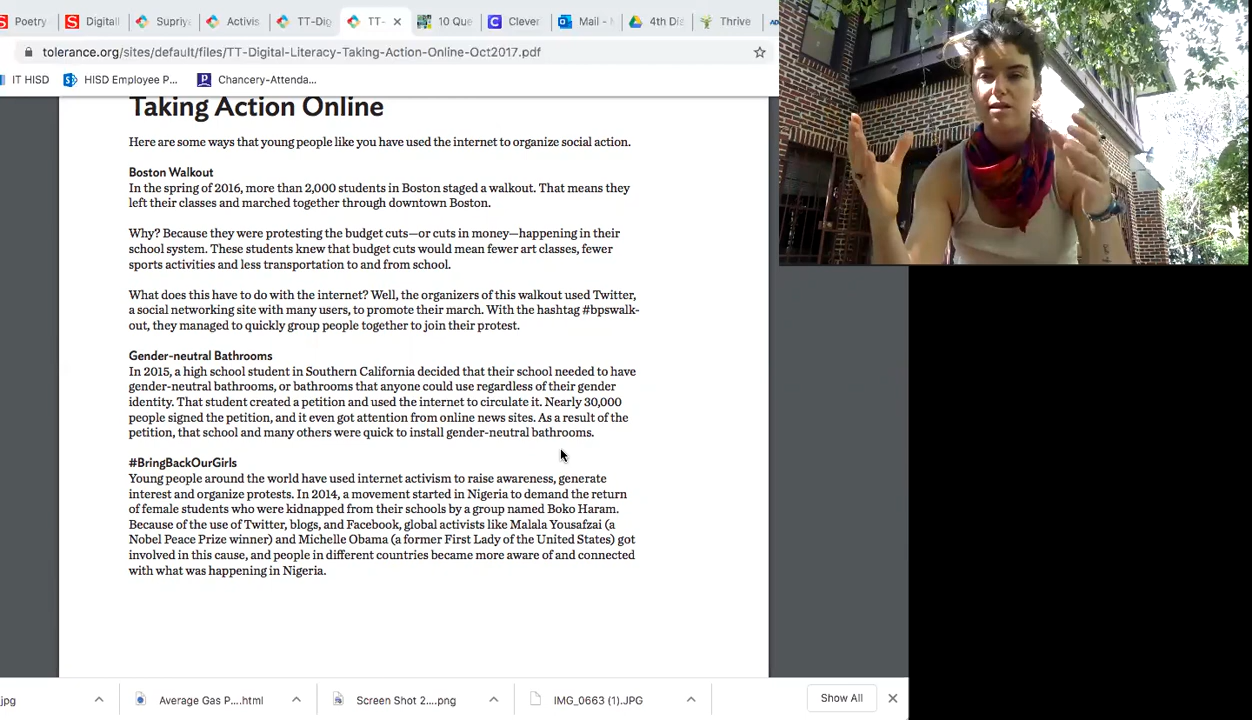 Poetry
Digitall
Supriy
Activis
TT-Dig
TT-
10 Que
Clever
Mail -
4th Dis
Thrive
tolerance.org/sites/default/files/TT-Digital-Literacy-Taking-Action-Online-Oct2017.pdf
IT HISD
HISD Employee P...
Chancery-Attenda...
Taking Action Online
Here are some ways that young people like you have used the internet to organize social action.
Boston Walkout
In the spring of 2016, more than 2,000 students in Boston staged a walkout. That means they
left their classes and marched together through downtown Boston.
Why? Because they were protesting the budget cuts—or cuts in money—happening in their
school system. These students knew that budget cuts would mean fewer art classes, fewer
sports activities and less transportation to and from school.
What does this have to do with the internet? Well, the organizers of this walkout used Twitter,
a social networking site with many users, to promote their march. With the hashtag #bpswalk-
out, they managed to quickly group people together to join their protest.
Gender-neutral Bathrooms
In 2015, a high school student in Southern California decided that their school needed to have
gender-neutral bathrooms, or bathrooms that anyone could use regardless of their gender
identity. That student created a petition and used the internet to circulate it. Nearly 30,000
people signed the petition, and it even got attention from online news sites. As a result of the
petition, that school and many others were quick to install gender-neutral bathrooms.
#BringBackOurGirls
Young people around the world have used internet activism to raise awareness, generate
interest and organize protests. In 2014, a movement started in Nigeria to demand the return
of female students who were kidnapped from their schools by a group named Boko Haram.
Because of the use of Twitter, blogs, and Facebook, global activists like Malala Yousafzai (a
Nobel Peace Prize winner) and Michelle Obama (a former First Lady of the United States) got
involved in this cause, and people in different countries became more aware of and connected
with what was happening in Nigeria.
.jpg
Average Gas P....html
Screen Shot 2....png
IMG_0663 (1).JPG
Show All